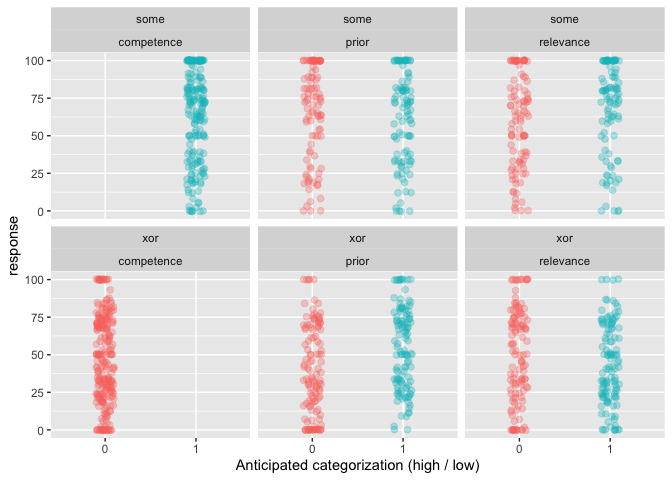 some some some
competence prior relevance
100
75
50
25
0
response
xor xor xor
competence prior relevance
100
75
50
25
0
0 1 0 1 0 1
Anticipated categorization (high / low)